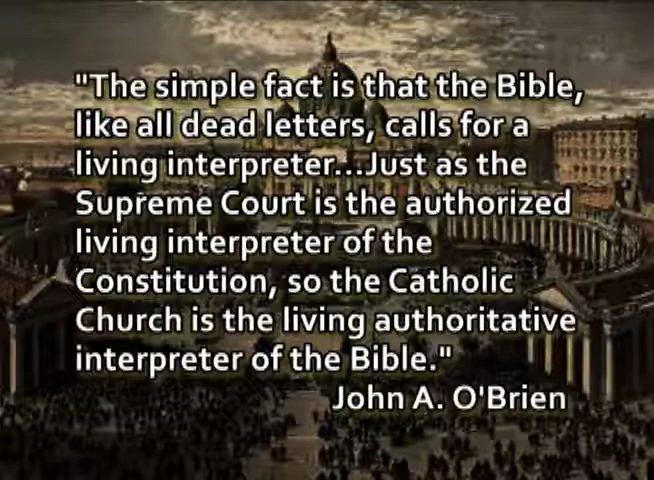 "The simple fact is that the Bible,
like all dead letters, calls for a
living interpreter...Just as the
Supreme Court is the authorized
living interpreter of the
Constitution, so the Catholic
Church is the living authoritative
interpreter of the Bible."
John A. O'Brien